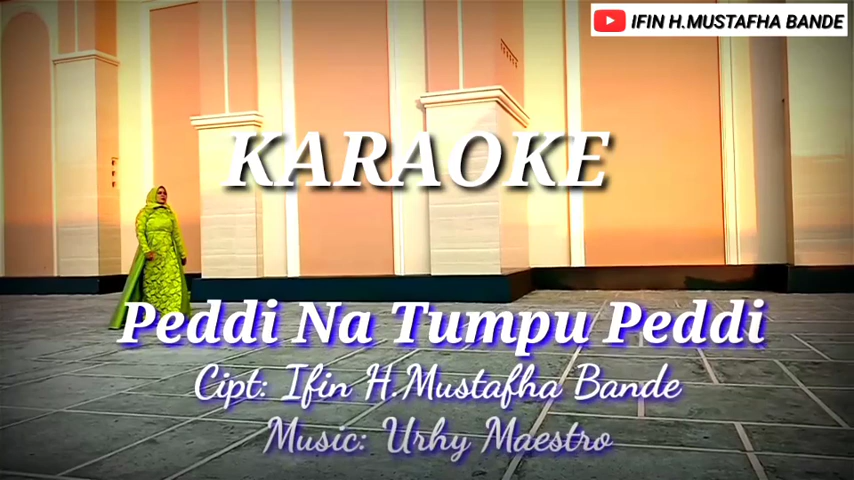 IFIN H.MUSTAFHA BANDE
KARAOKE
Peddi Na Tumpu Peddi
Cipt: Ifin H.Mustafha Bande
Music: Urhy Maestro